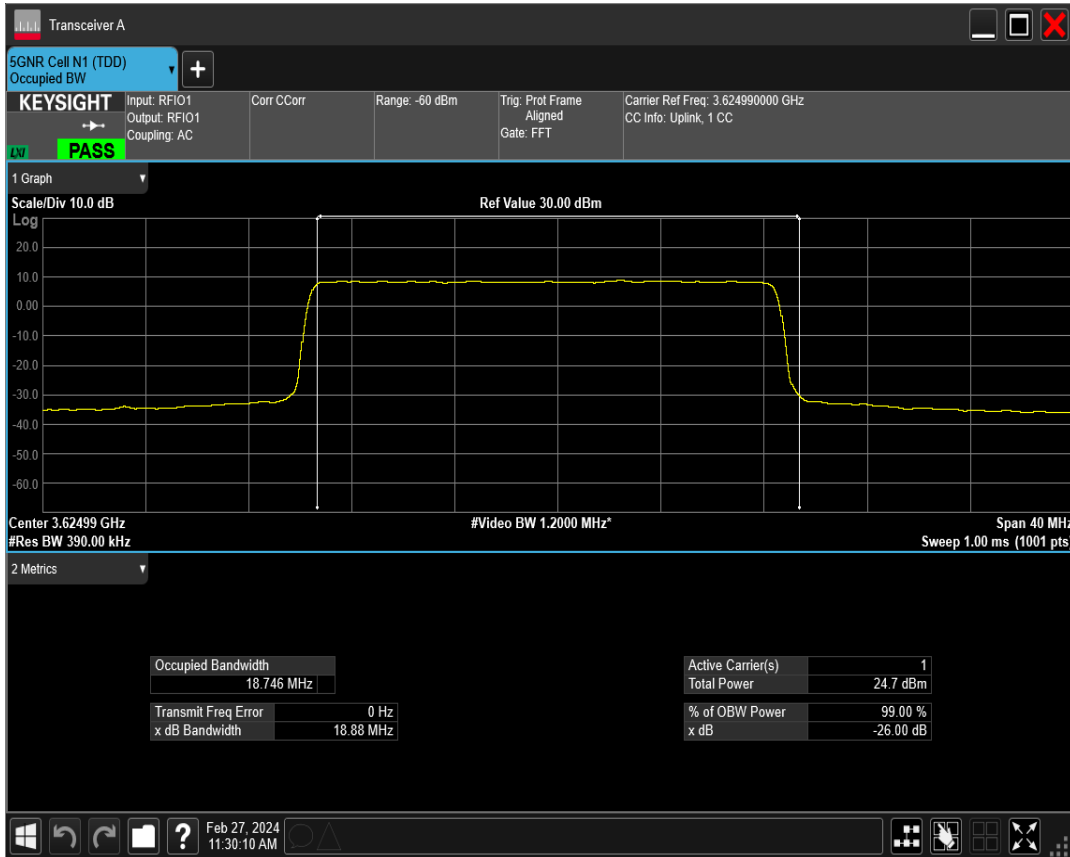 Transceiver A
5GNR Cell N1 (TDD)
Occupied BW
+
KEYSIGHT
LXI
PASS
Input: RFIO1
Output: RFIO1
Coupling: AC
Corr CCorr
Range: -60 dBm
Trig: Prot Frame
Aligned
Gate: FFT
Carrier Ref Freq: 3.624990000 GHz
CC Info: Uplink, 1 CC
1 Graph
Scale/Div 10.0 dB
Ref Value 30.00 dBm
Log
20.0
10.0
0.00
-10.0
-20.0
-30.0
-40.0
-50.0
-60.0
Center 3.62499 GHz
#Video BW 1.2000 MHz*
Span 40 MHz
#Res BW 390.00 kHz
Sweep 1.00 ms (1001 pts)
2 Metrics
Occupied Bandwidth
18.746 MHz
Transmit Freq Error 0 Hz
x dB Bandwidth 18.88 MHz
Active Carrier(s) 1
Total Power 24.7 dBm
% of OBW Power 99.00 %
x dB -26.00 dB
?
Feb 27, 2024
11:30:10 AM